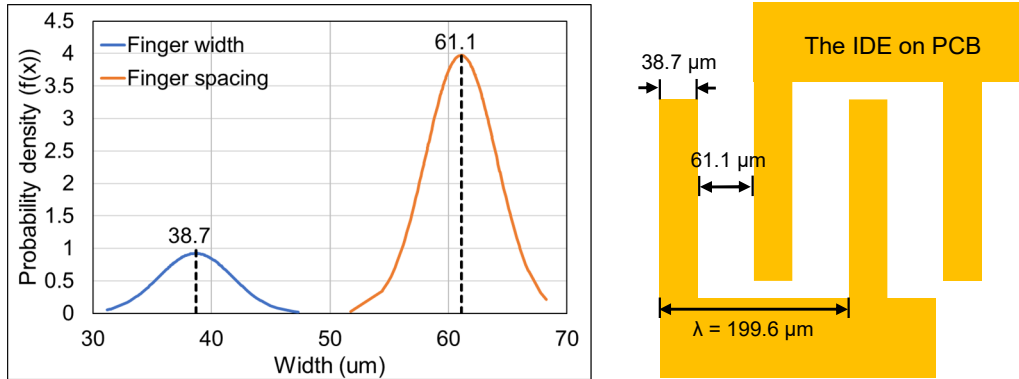 Probability density (f(x))
4.5
4
3.5
3
2.5
2
1.5
1
0.5
0
Finger width
Finger spacing
61.1
38.7
30
40
50
60
70
Width (um)
The IDE on PCB
38.7 μm
61.1 μm
λ = 199.6 μm